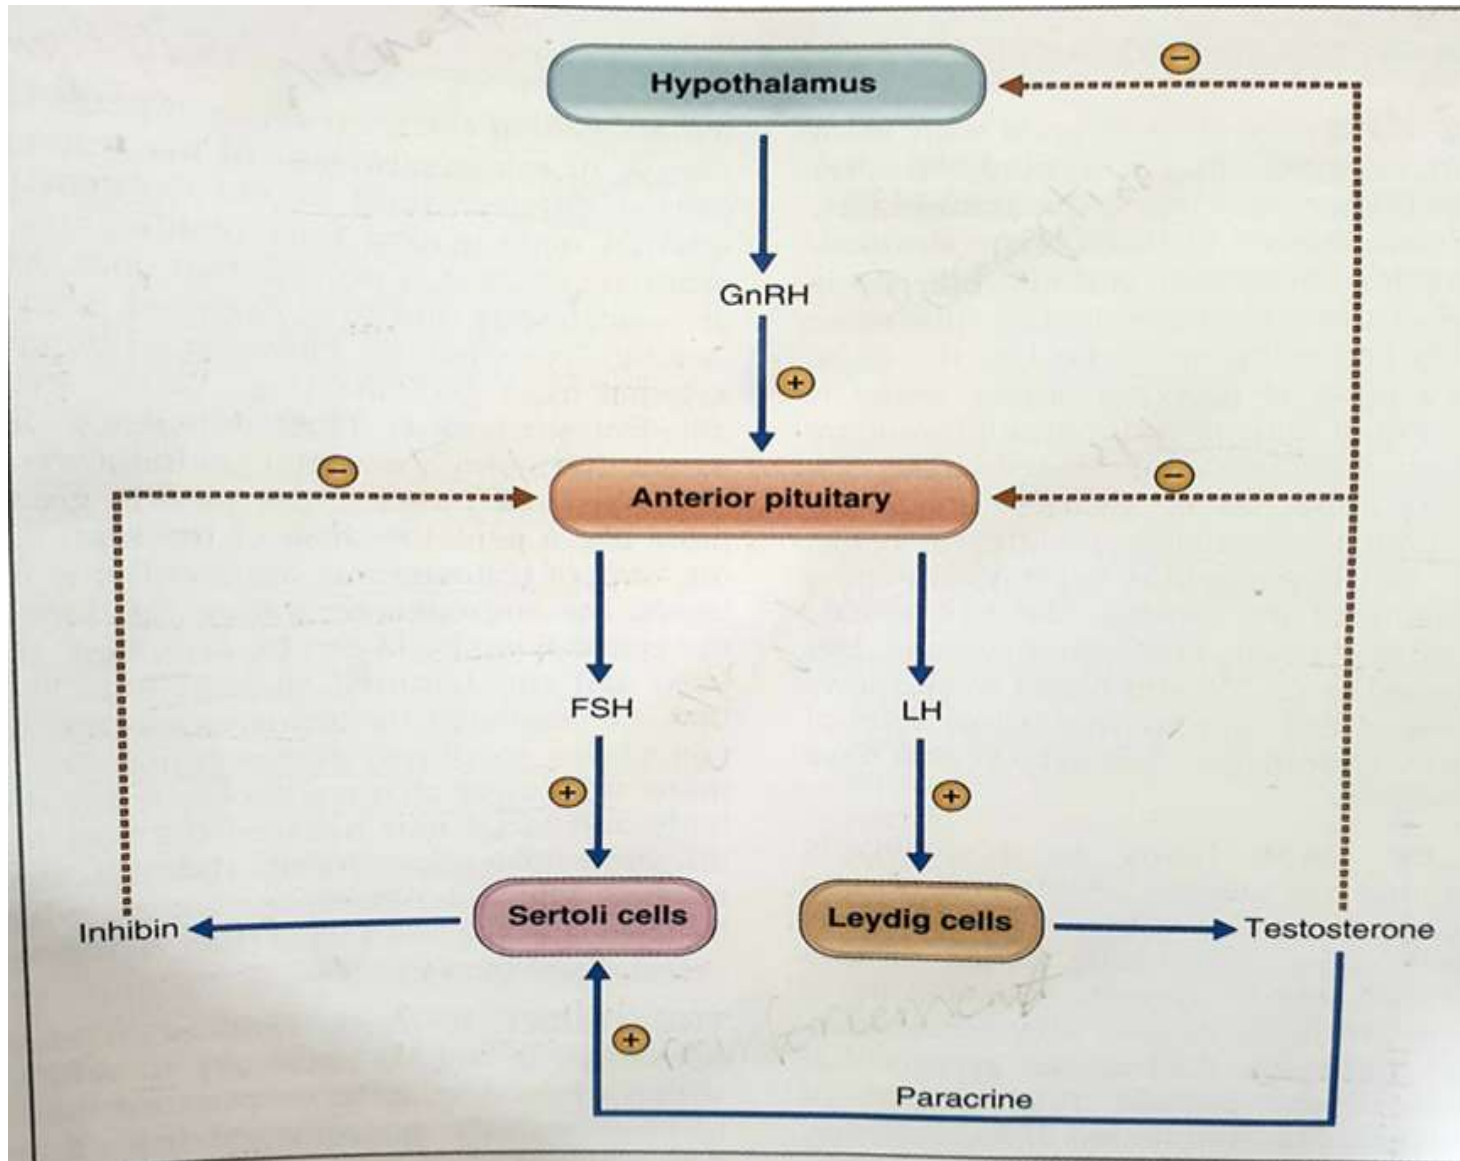 Hypothalamus
−
GnRH
+
−
Anterior pituitary
−
FSH
LH
+
+
Inhibin
Sertoli cells
Leydig cells
Testosterone
+
Paracrine